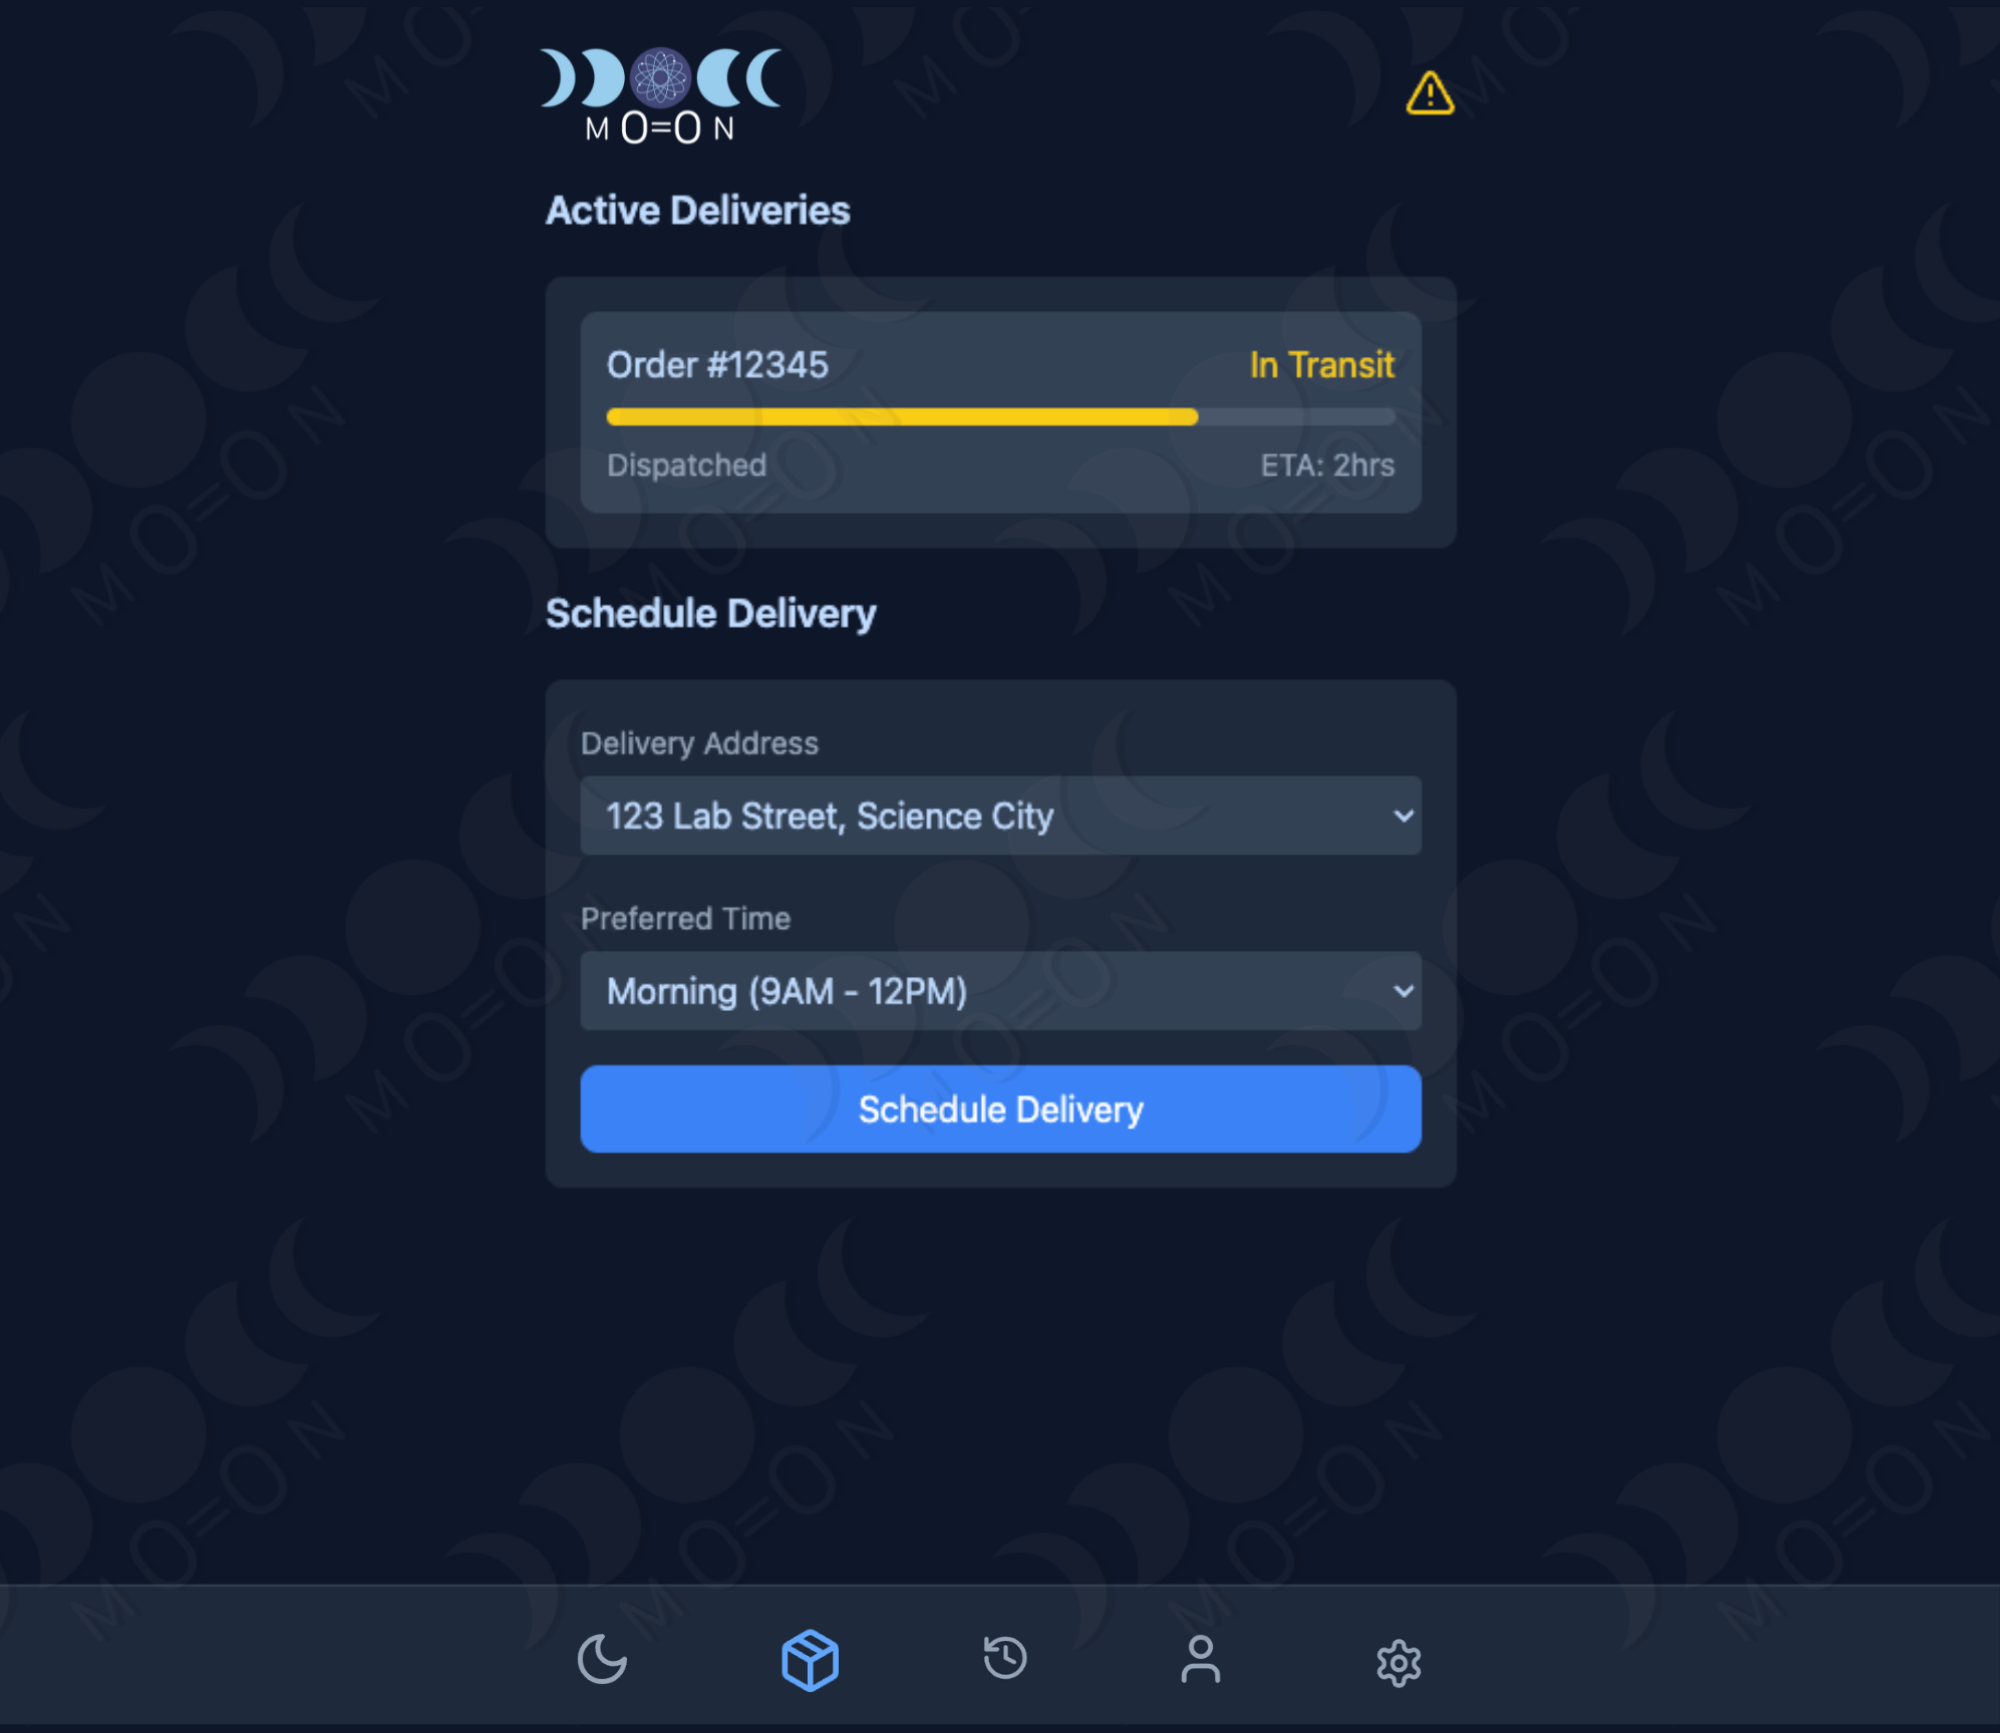 M O=O N
Active Deliveries
Order #12345
In Transit
Dispatched
ETA: 2hrs
Schedule Delivery
Delivery Address
123 Lab Street, Science City
Preferred Time
Morning (9AM - 12PM)
Schedule Delivery